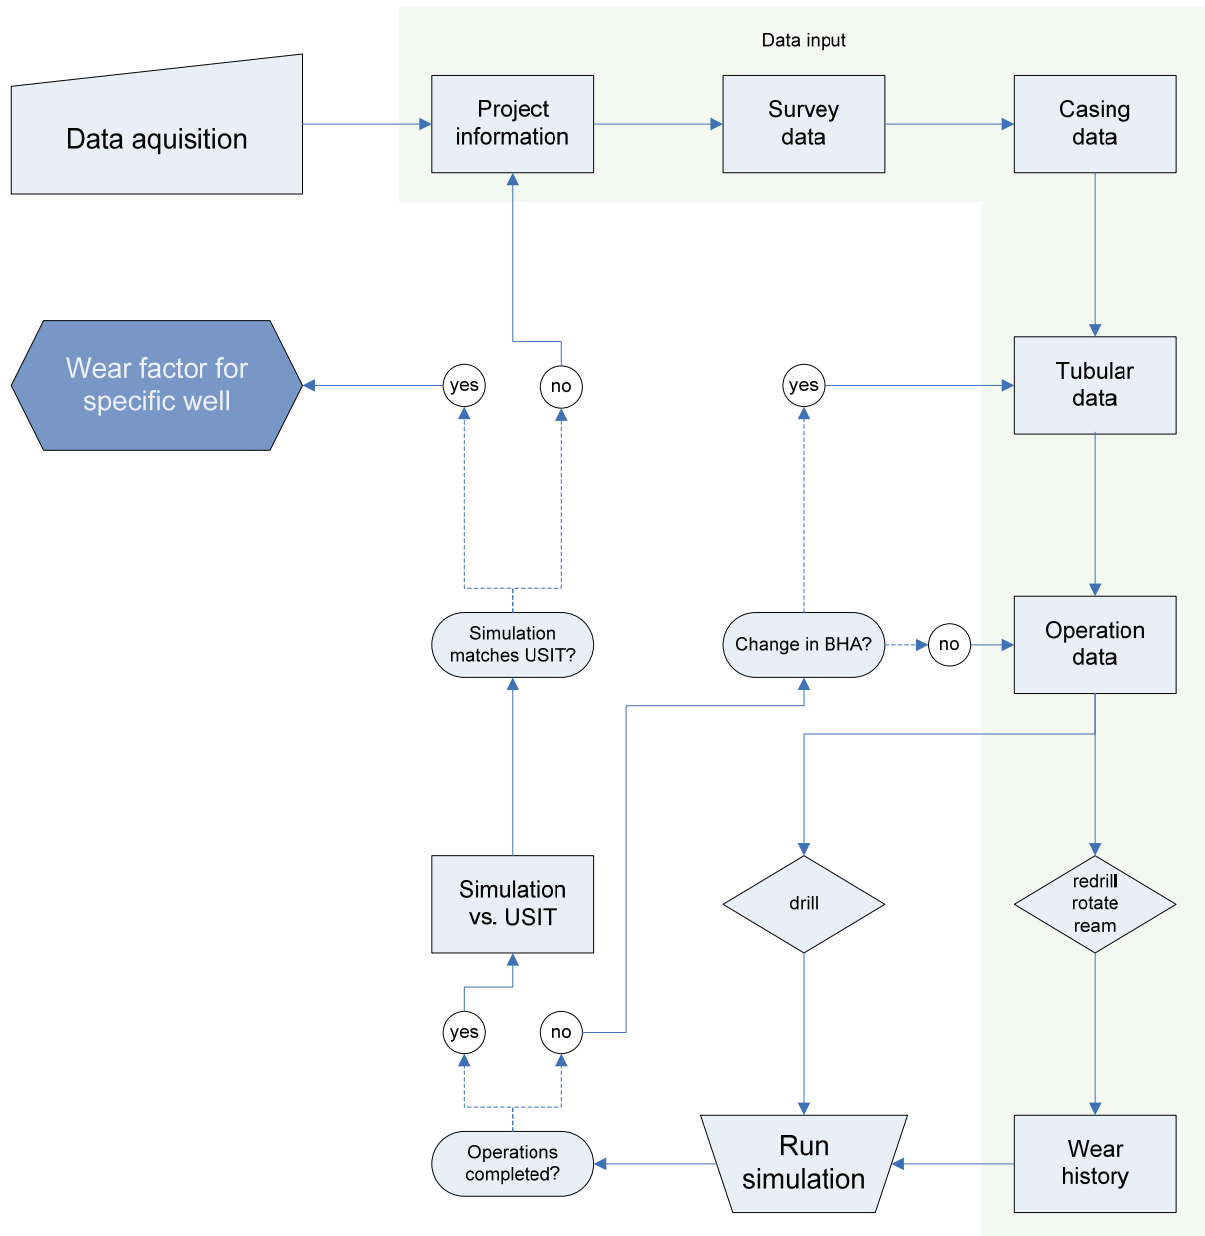 Data input
Data aquisition
Project
information
Survey
data
Casing
data
Wear factor for
specific well
yes
no
yes
Tubular
data
Simulation
matches USIT?
Change in BHA?
no
Operation
data
Simulation
vs. USIT
drill
redrill
rotate
ream
yes
no
Operations
completed?
Run
simulation
Wear
history